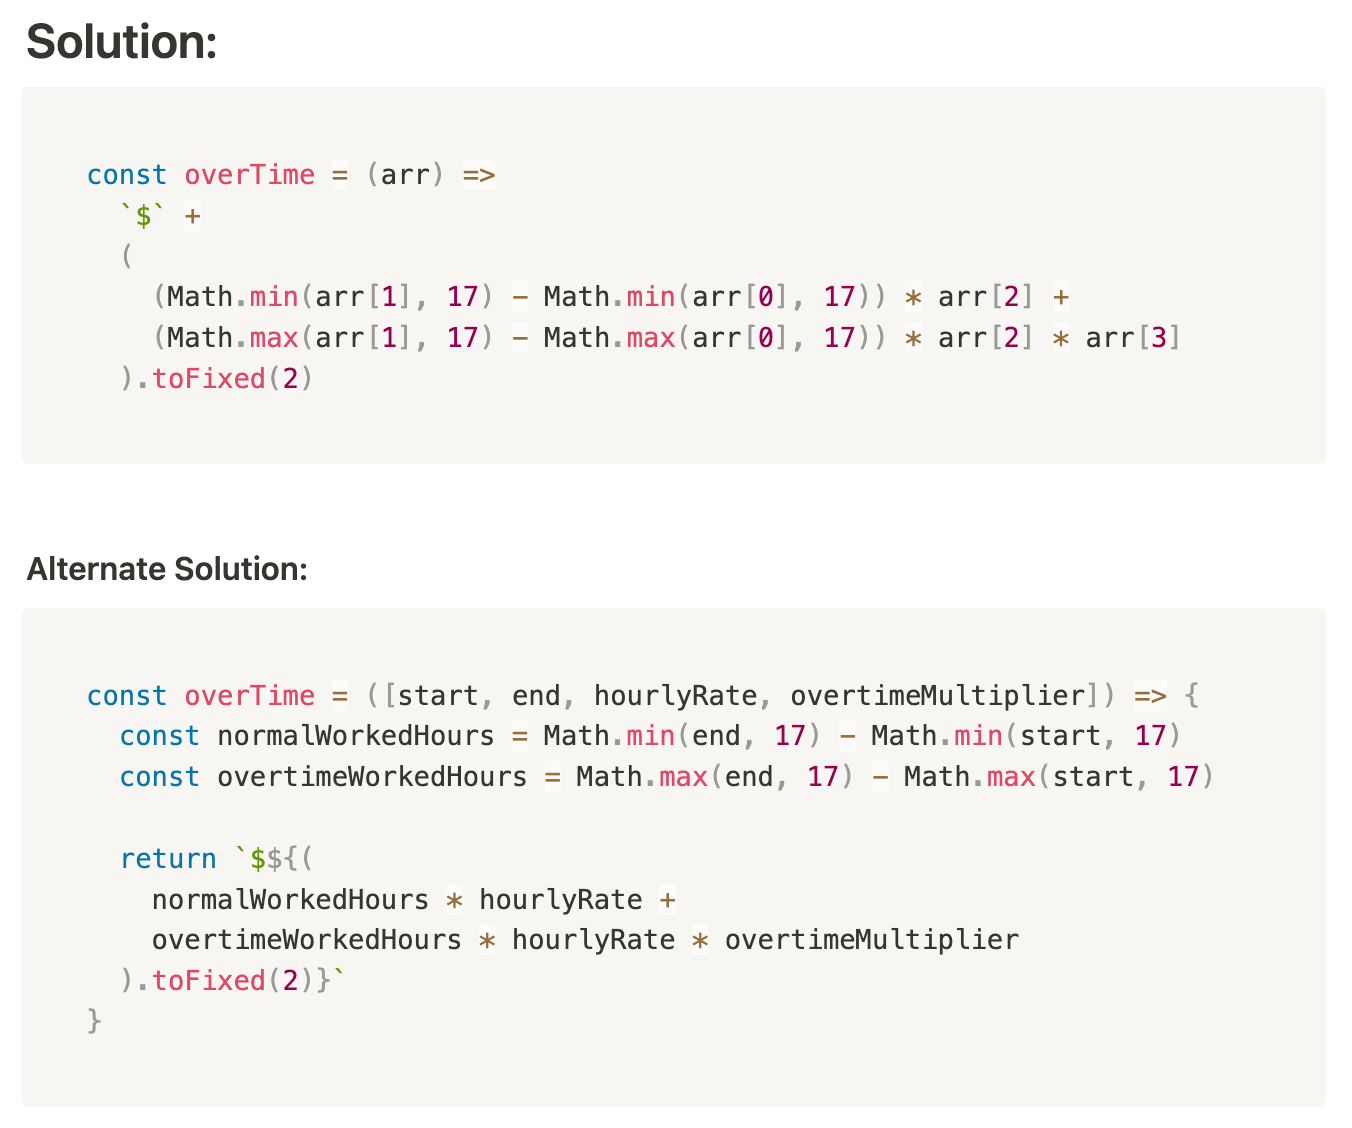 Solution:
const overTime = (arr) =>
  `$` +
  (
    (Math.min(arr[1], 17) - Math.min(arr[0], 17)) * arr[2] +
    (Math.max(arr[1], 17) - Math.max(arr[0], 17)) * arr[2] * arr[3]
  ).toFixed(2)
Alternate Solution:
const overTime = ([start, end, hourlyRate, overtimeMultiplier]) => {
  const normalWorkedHours = Math.min(end, 17) - Math.min(start, 17)
  const overtimeWorkedHours = Math.max(end, 17) - Math.max(start, 17)
  return `$${(
    normalWorkedHours * hourlyRate +
    overtimeWorkedHours * hourlyRate * overtimeMultiplier
  ).toFixed(2)}`
}